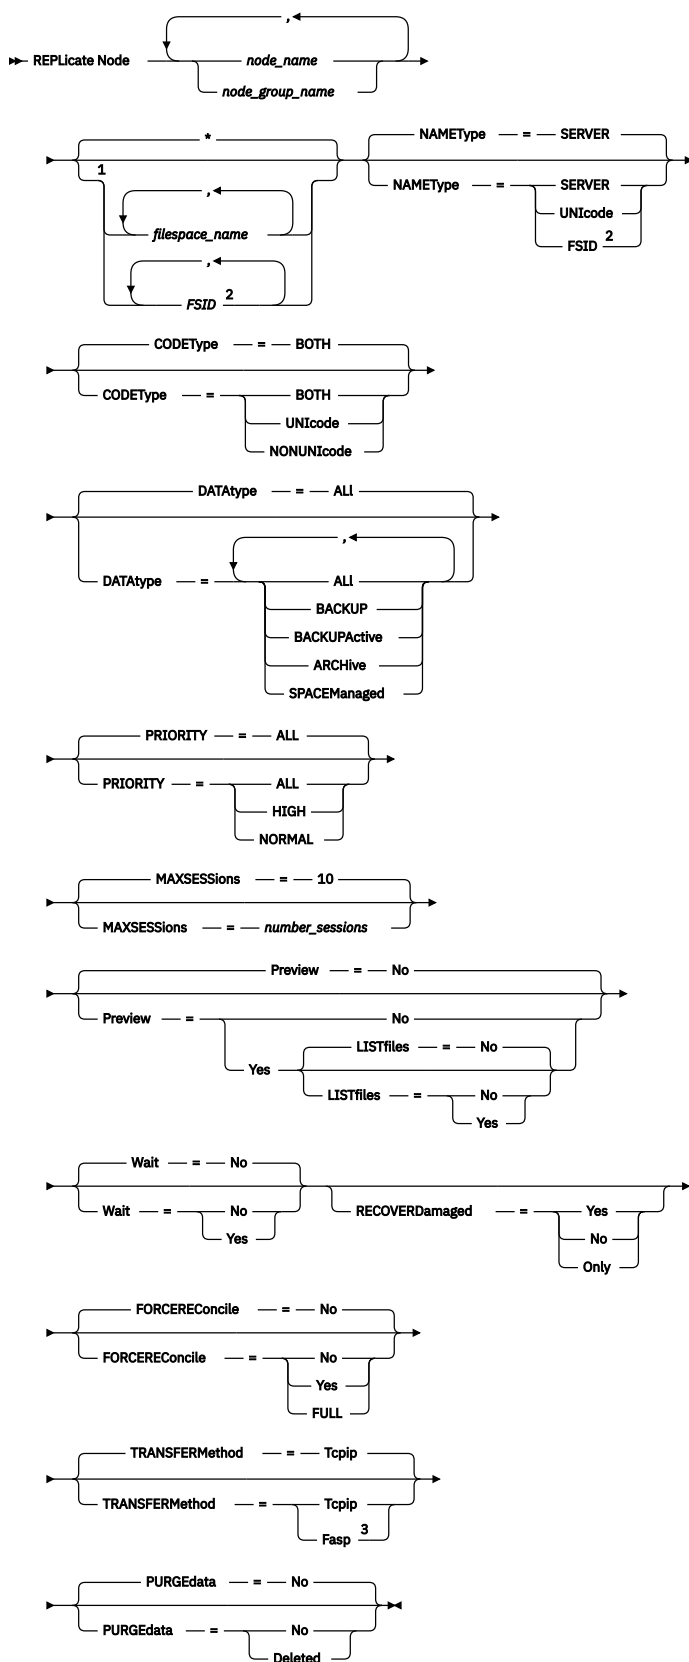 ,
REPLicate Node node_name
node_group_name
*
1
,
filespace_name
,
FSID 2
NAMEType = SERVER
NAMEType = SERVER
UNIcode
FSID 2
CODEType = BOTH
CODEType = BOTH
UNIcode
NONUNIcode
DATAtype = ALl
,
DATAtype = ALl
BACKUP
BACKUPActive
ARCHive
SPACEManaged
PRIORITY = ALL
PRIORITY = ALL
HIGH
NORMAL
MAXSESSions = 10
MAXSESSions = number_sessions
Preview = No
Preview = No
Yes
LISTfiles = No
LISTfiles = No
Yes
Wait = No
Wait = No
Yes
RECOVERDamaged = Yes
No
Only
FORCEREConcile = No
FORCEREConcile = No
Yes
FULL
TRANSFERMethod = Tcpip
TRANSFERMethod = Tcpip
Fasp 3
PURGEdata = No
PURGEdata = No
Deleted